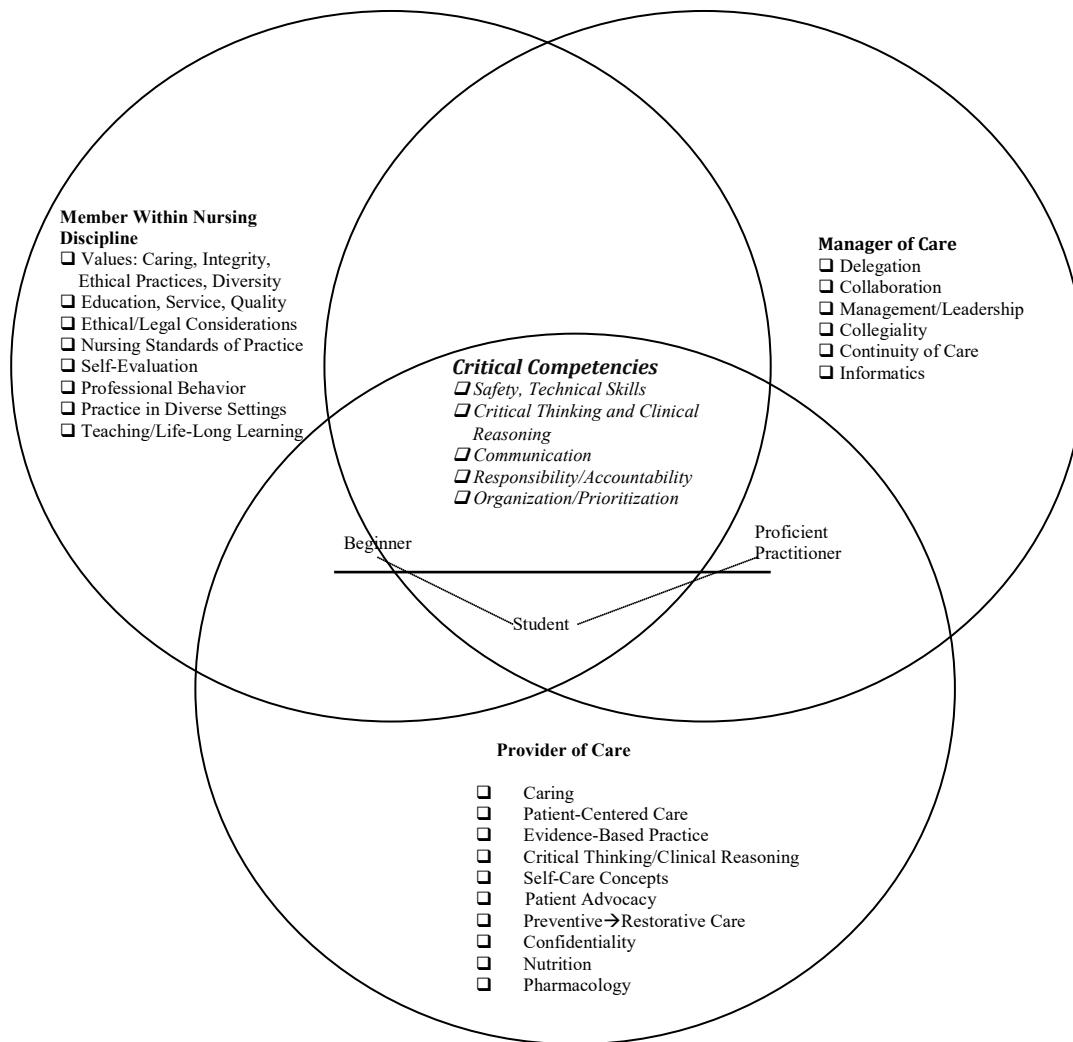 Member Within Nursing
Discipline
❑ Values: Caring, Integrity,
Ethical Practices, Diversity
❑ Education, Service, Quality
❑ Ethical/Legal Considerations
❑ Nursing Standards of Practice
❑ Self-Evaluation
❑ Professional Behavior
❑ Practice in Diverse Settings
❑ Teaching/Life-Long Learning
Manager of Care
❑ Delegation
❑ Collaboration
❑ Management/Leadership
❑ Collegiality
❑ Continuity of Care
❑ Informatics
Critical Competencies
❑ Safety, Technical Skills
❑ Critical Thinking and Clinical
Reasoning
❑ Communication
❑ Responsibility/Accountability
❑ Organization/Prioritization
Beginner
Proficient
Practitioner
Student
Provider of Care
❑ Caring
❑ Patient-Centered Care
❑ Evidence-Based Practice
❑ Critical Thinking/Clinical Reasoning
❑ Self-Care Concepts
❑ Patient Advocacy
❑ Preventive→Restorative Care
❑ Confidentiality
❑ Nutrition
❑ Pharmacology